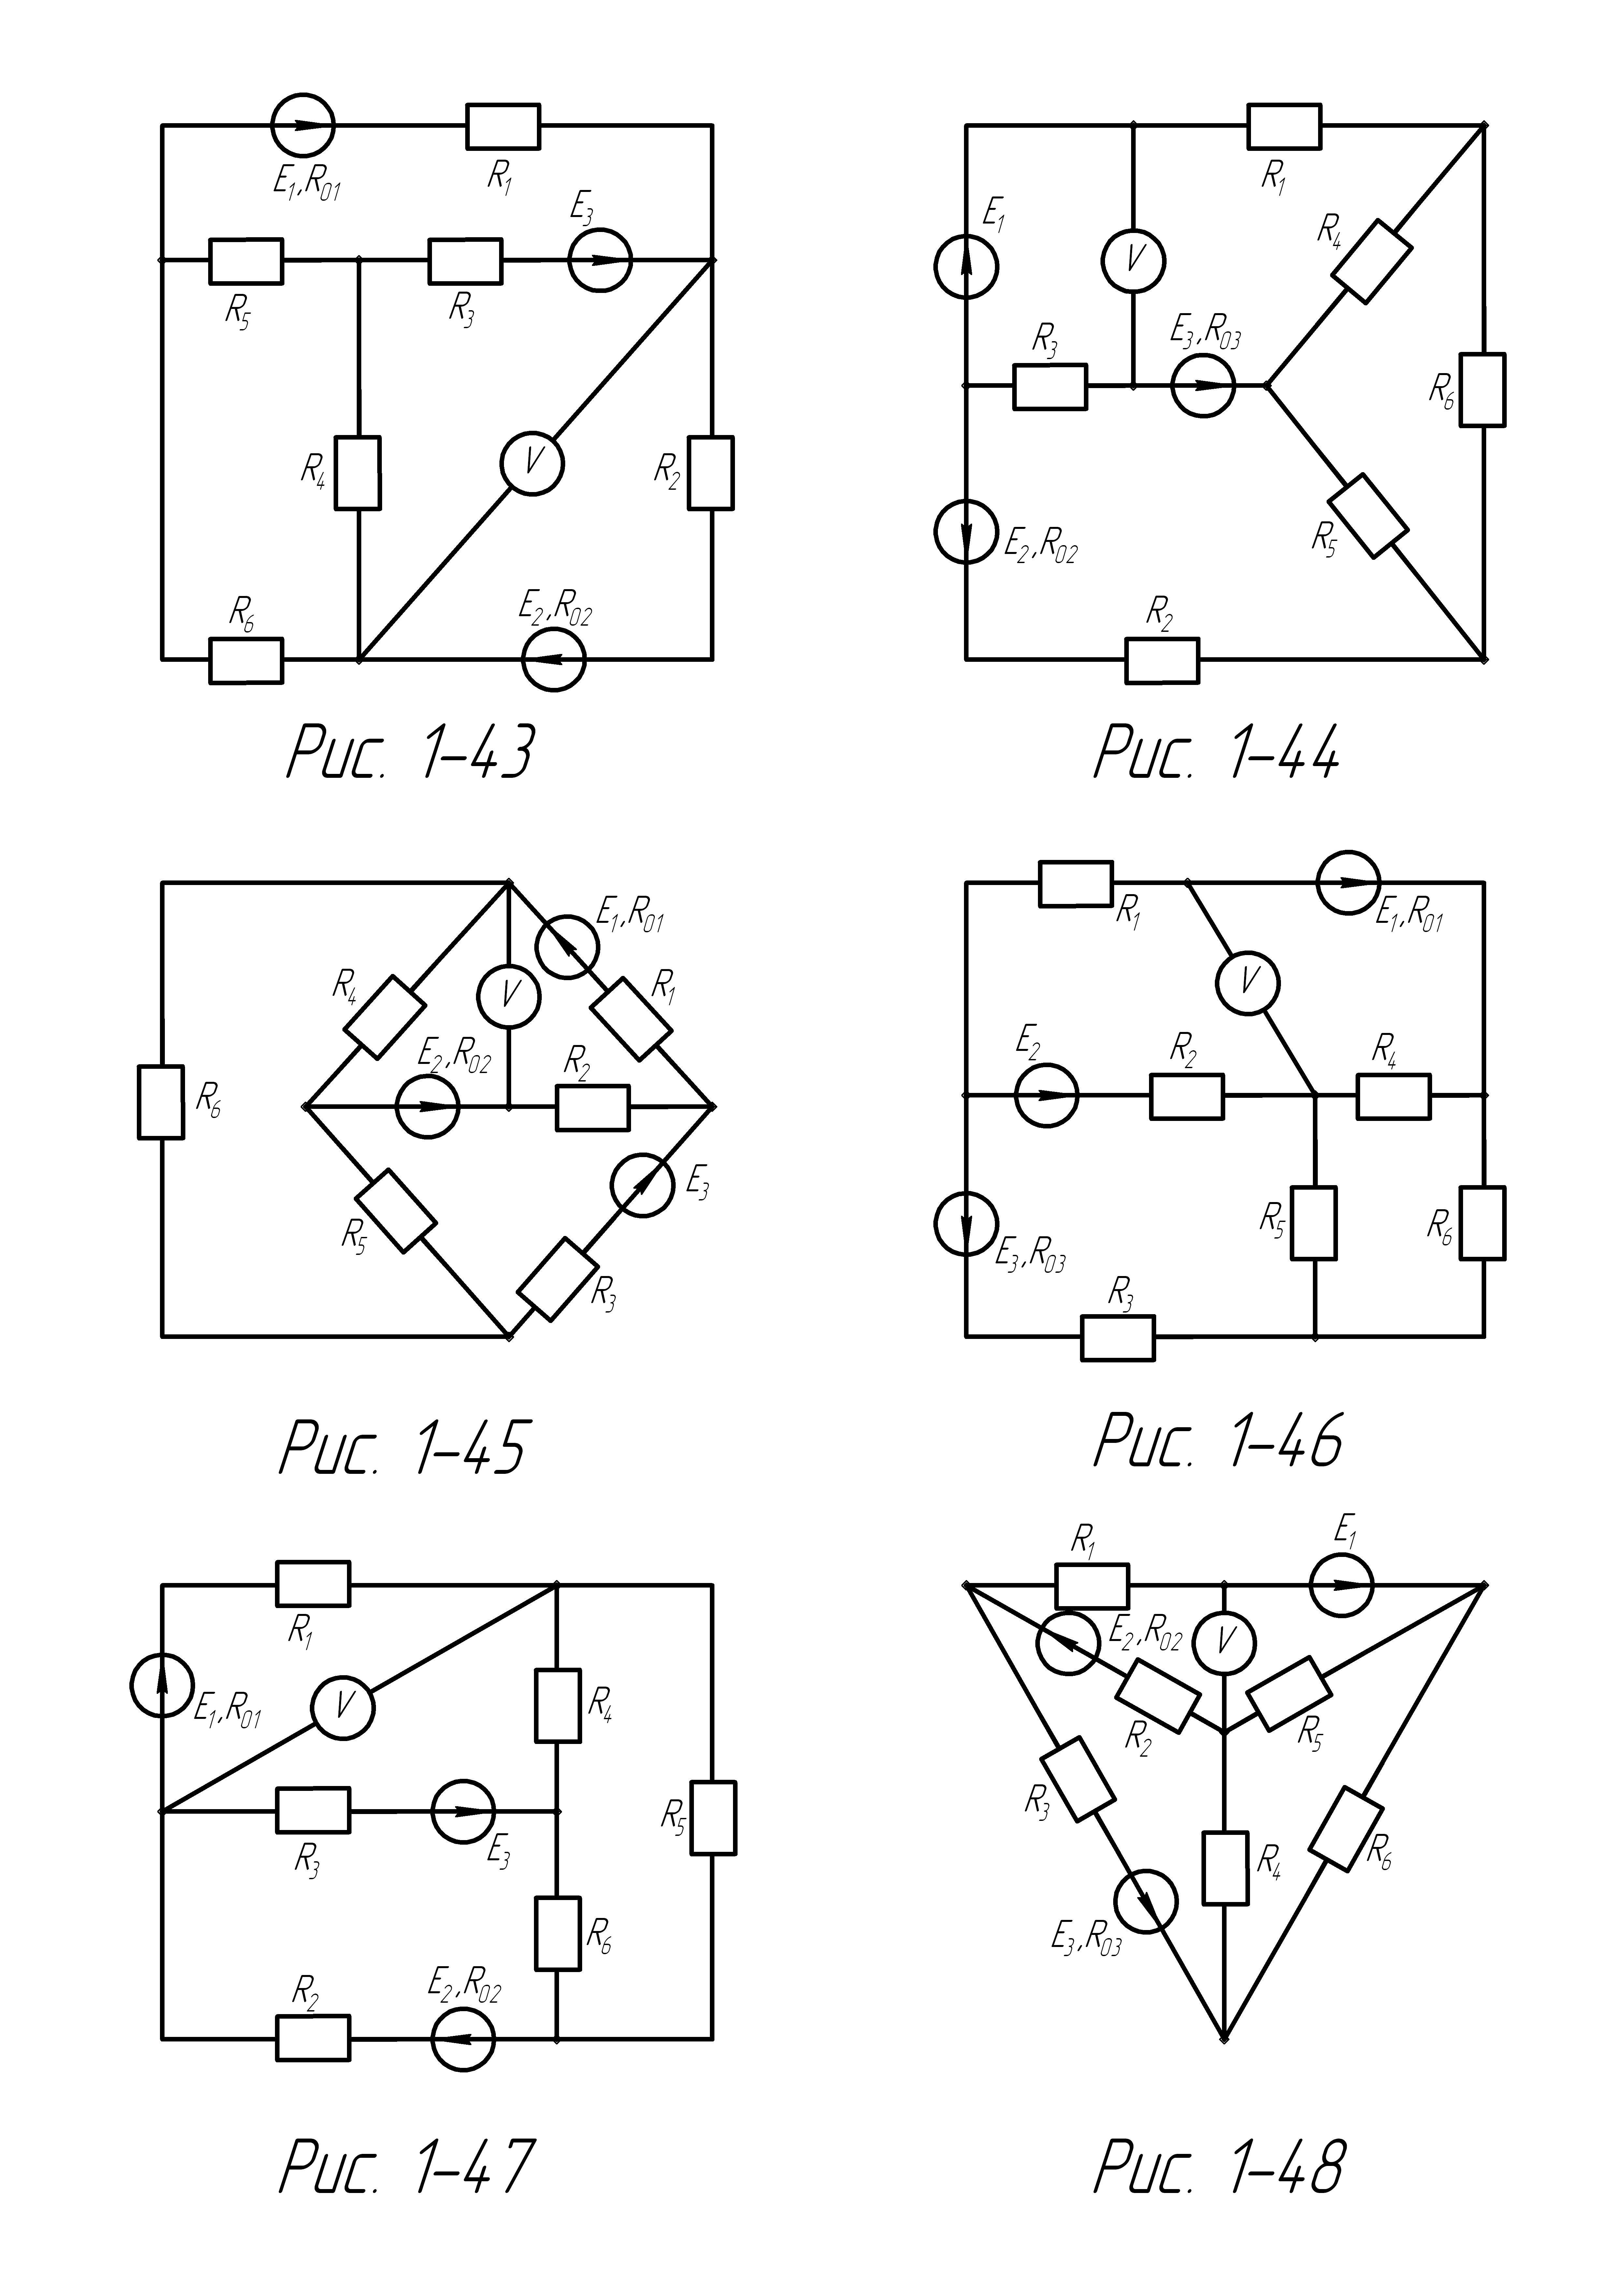 E₁,R₀₁
R₁
E₃
R₅
R₃
R₄
V
R₂
R₆
E₂,R₀₂
Рис. 1-43
R₁
E₁
V
R₄
R₃
E₃,R₀₃
R₆
E₂,R₀₂
R₅
R₂
Рис. 1-44
E₁,R₀₁
R₄
V
R₁
E₂,R₀₂
R₂
R₆
R₅
E₃
R₃
Рис. 1-45
R₁
E₁,R₀₁
V
E₂
R₂
R₄
R₅
R₆
E₃,R₀₃
R₃
Рис. 1-46
R₁
E₁,R₀₁
V
R₄
R₅
R₃
E₃
R₆
R₂
E₂,R₀₂
Рис. 1-47
R₁
E₁
E₂,R₀₂
V
R₂
R₅
R₃
R₄
R₆
E₃,R₀₃
Рис. 1-48